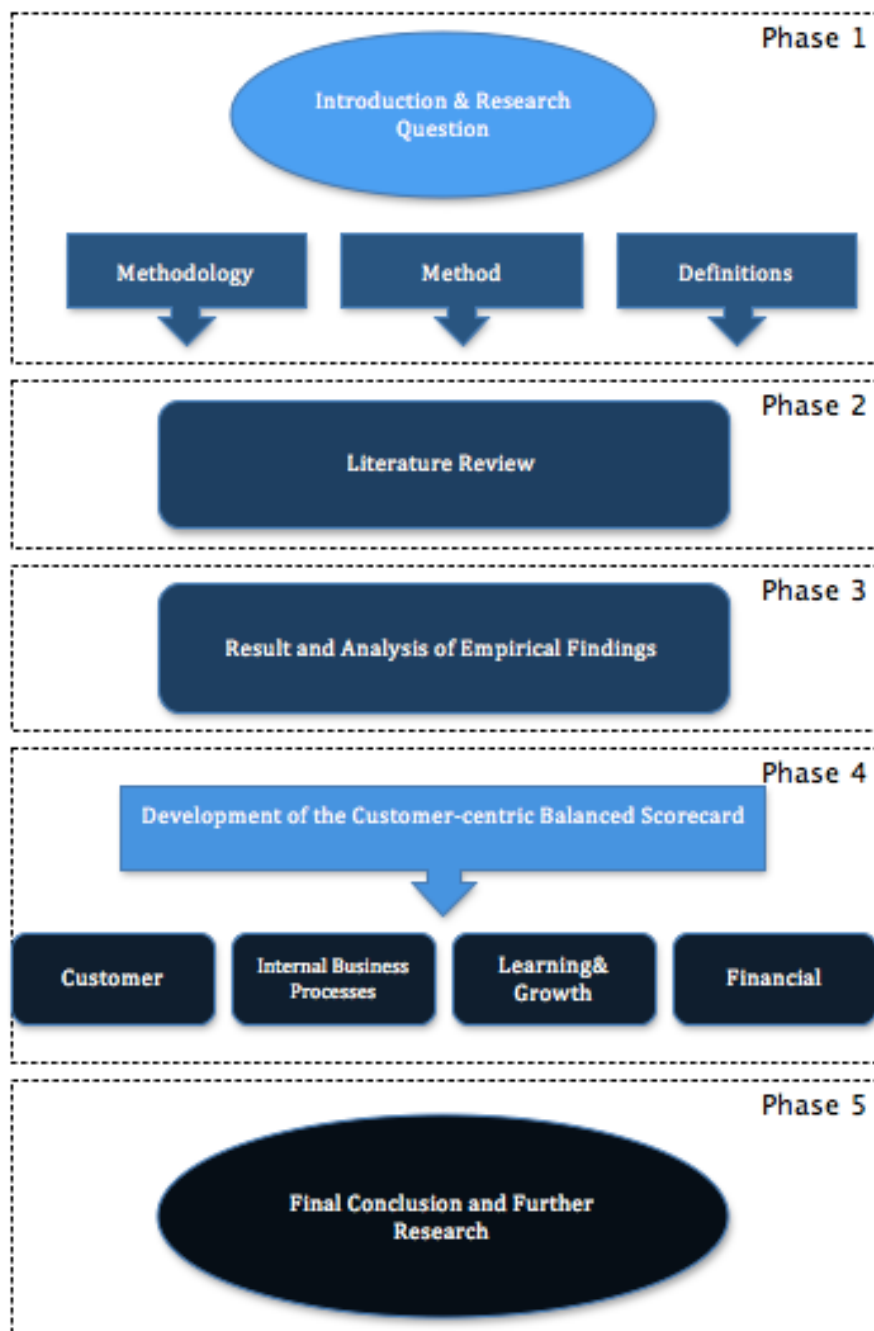 Phase 1
Introduction & Research
Question
Methodology
Method
Definitions
Phase 2
Literature Review
Phase 3
Result and Analysis of Empirical Findings
Phase 4
Development of the Customer-centric Balanced Scorecard
Customer
Internal Business
Processes
Learning&
Growth
Financial
Phase 5
Final Conclusion and Further
Research